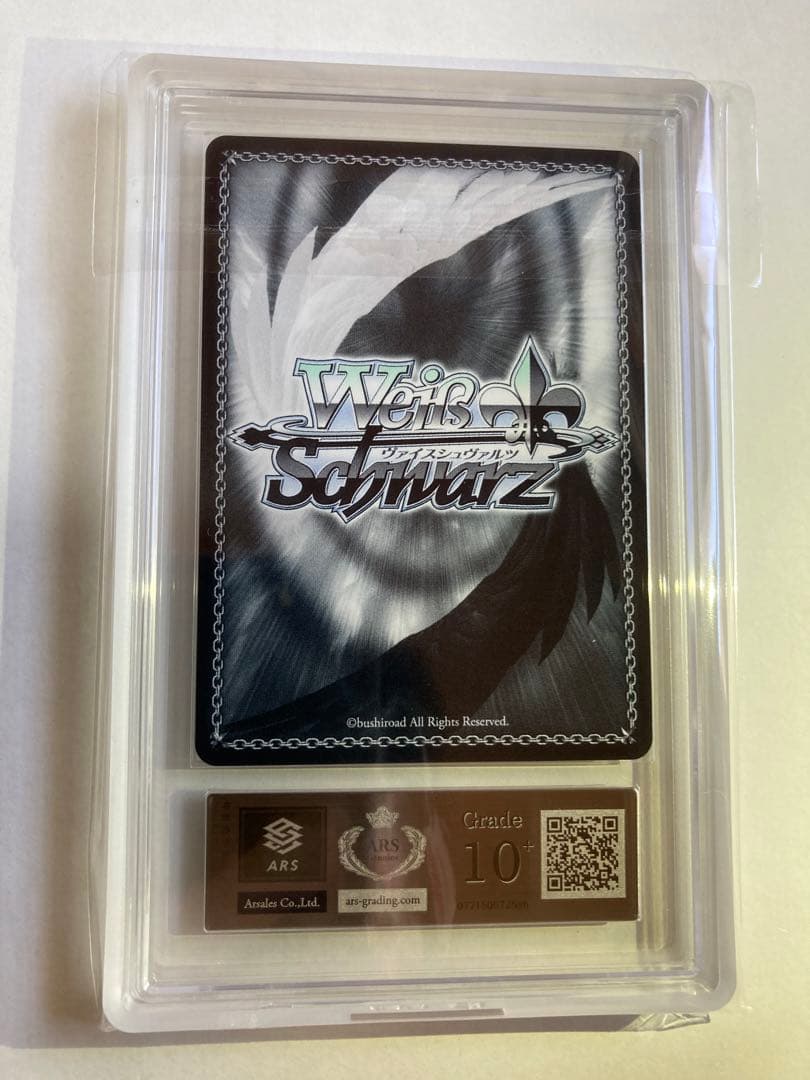 Weiß
ヴァイスシュヴァルツ
Schwarz
©bushiroad All Rights Reserved.
ARS
Arsales Co.,Ltd.
ARS
ars-grading.com
Grade
10+